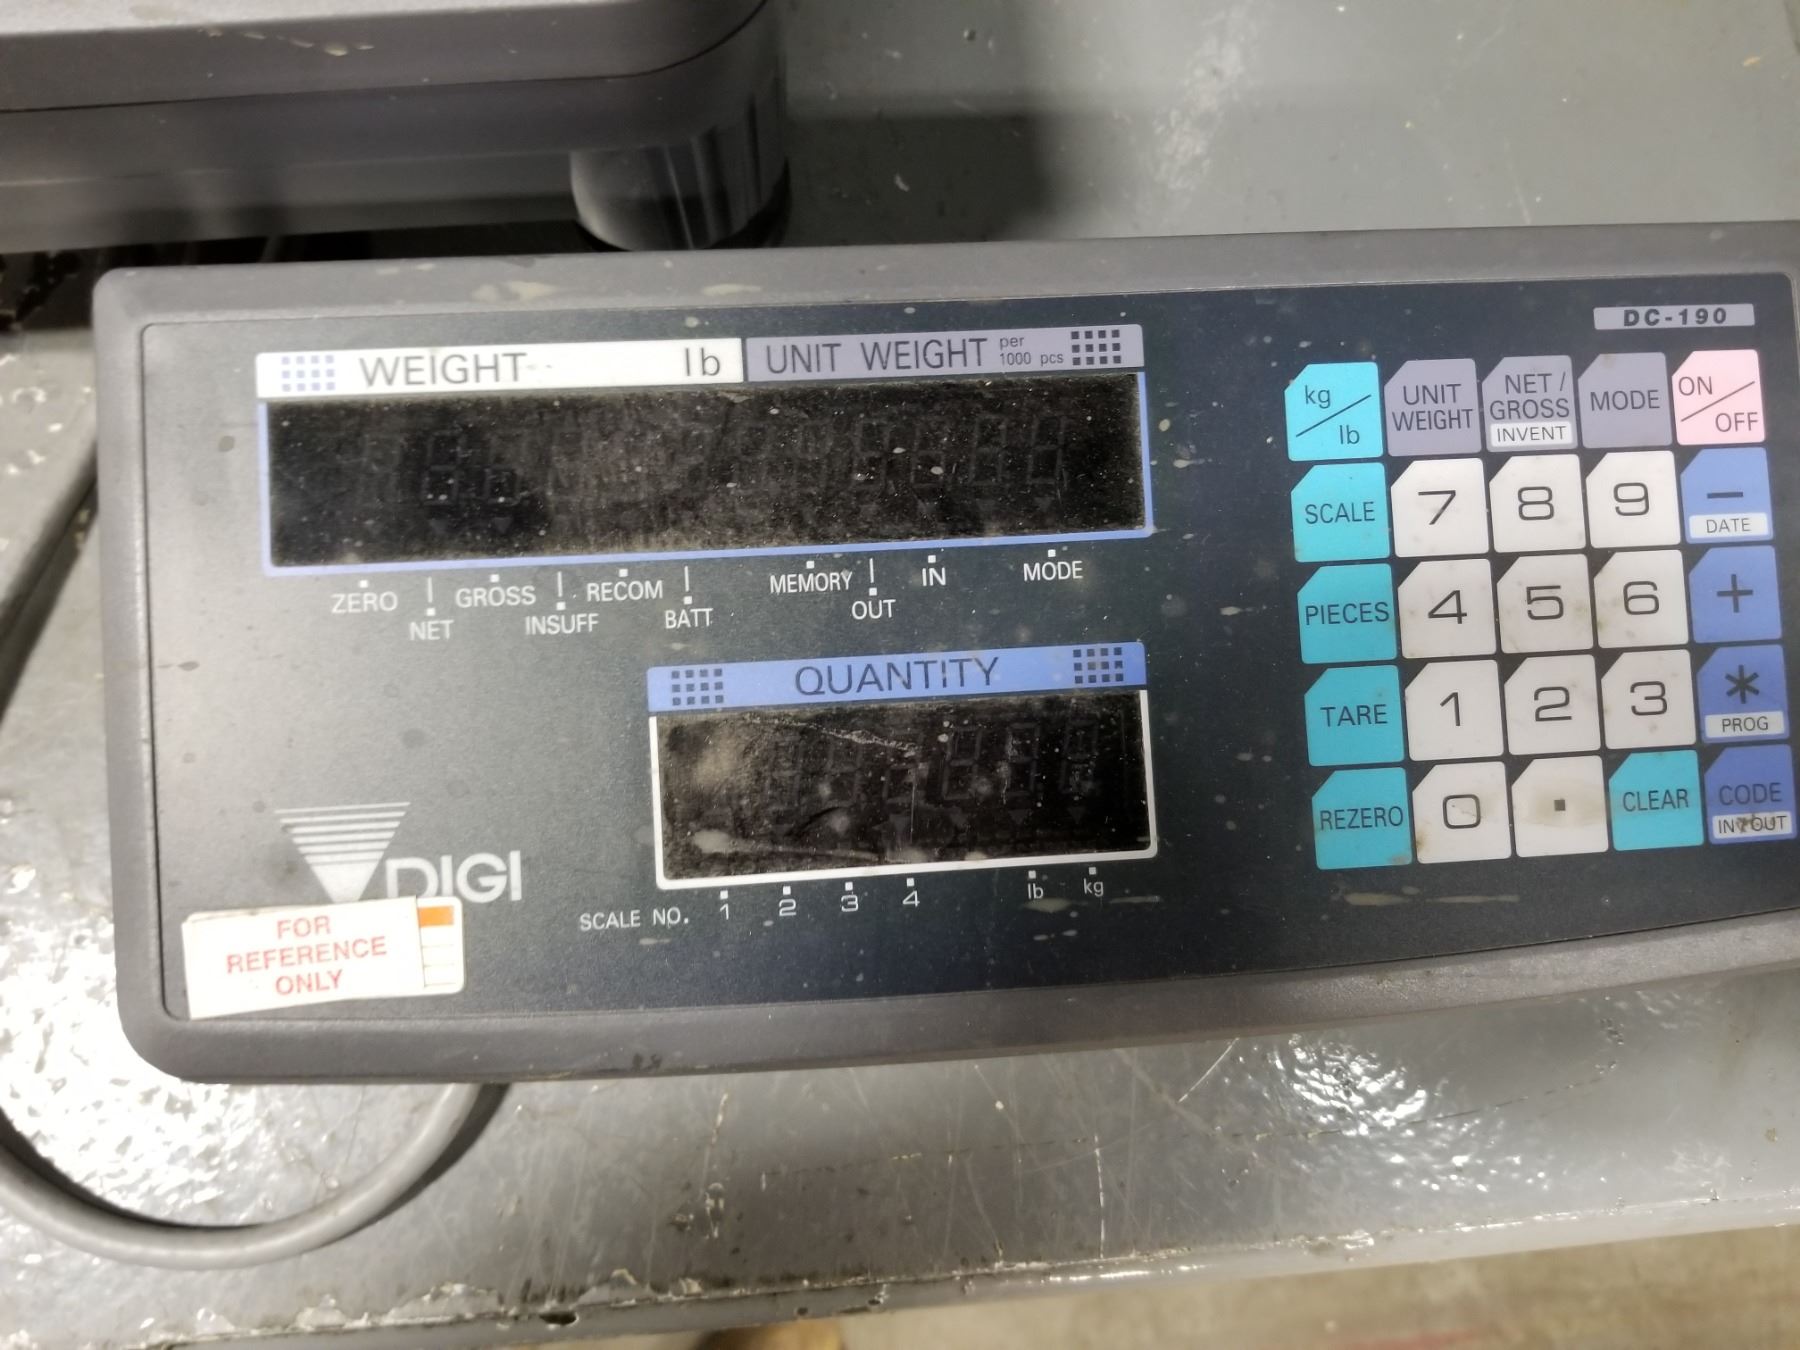 DC-190
WEIGHT lb
UNIT WEIGHT per 1000 pcs
ZERO
NET
GROSS
INSUFF
RECOM
BATT
MEMORY
OUT
IN
MODE
QUANTITY
SCALE NO. 1 2 3 4 lb kg
DIGI
FOR
REFERENCE
ONLY
kg/lb
UNIT
WEIGHT
NET/
GROSS
INVENT
MODE
ON/OFF
SCALE
7
8
9
−
DATE
PIECES
4
5
6
+
TARE
1
2
3
*
PROG
REZERO
0
.
CLEAR
CODE
IN/OUT